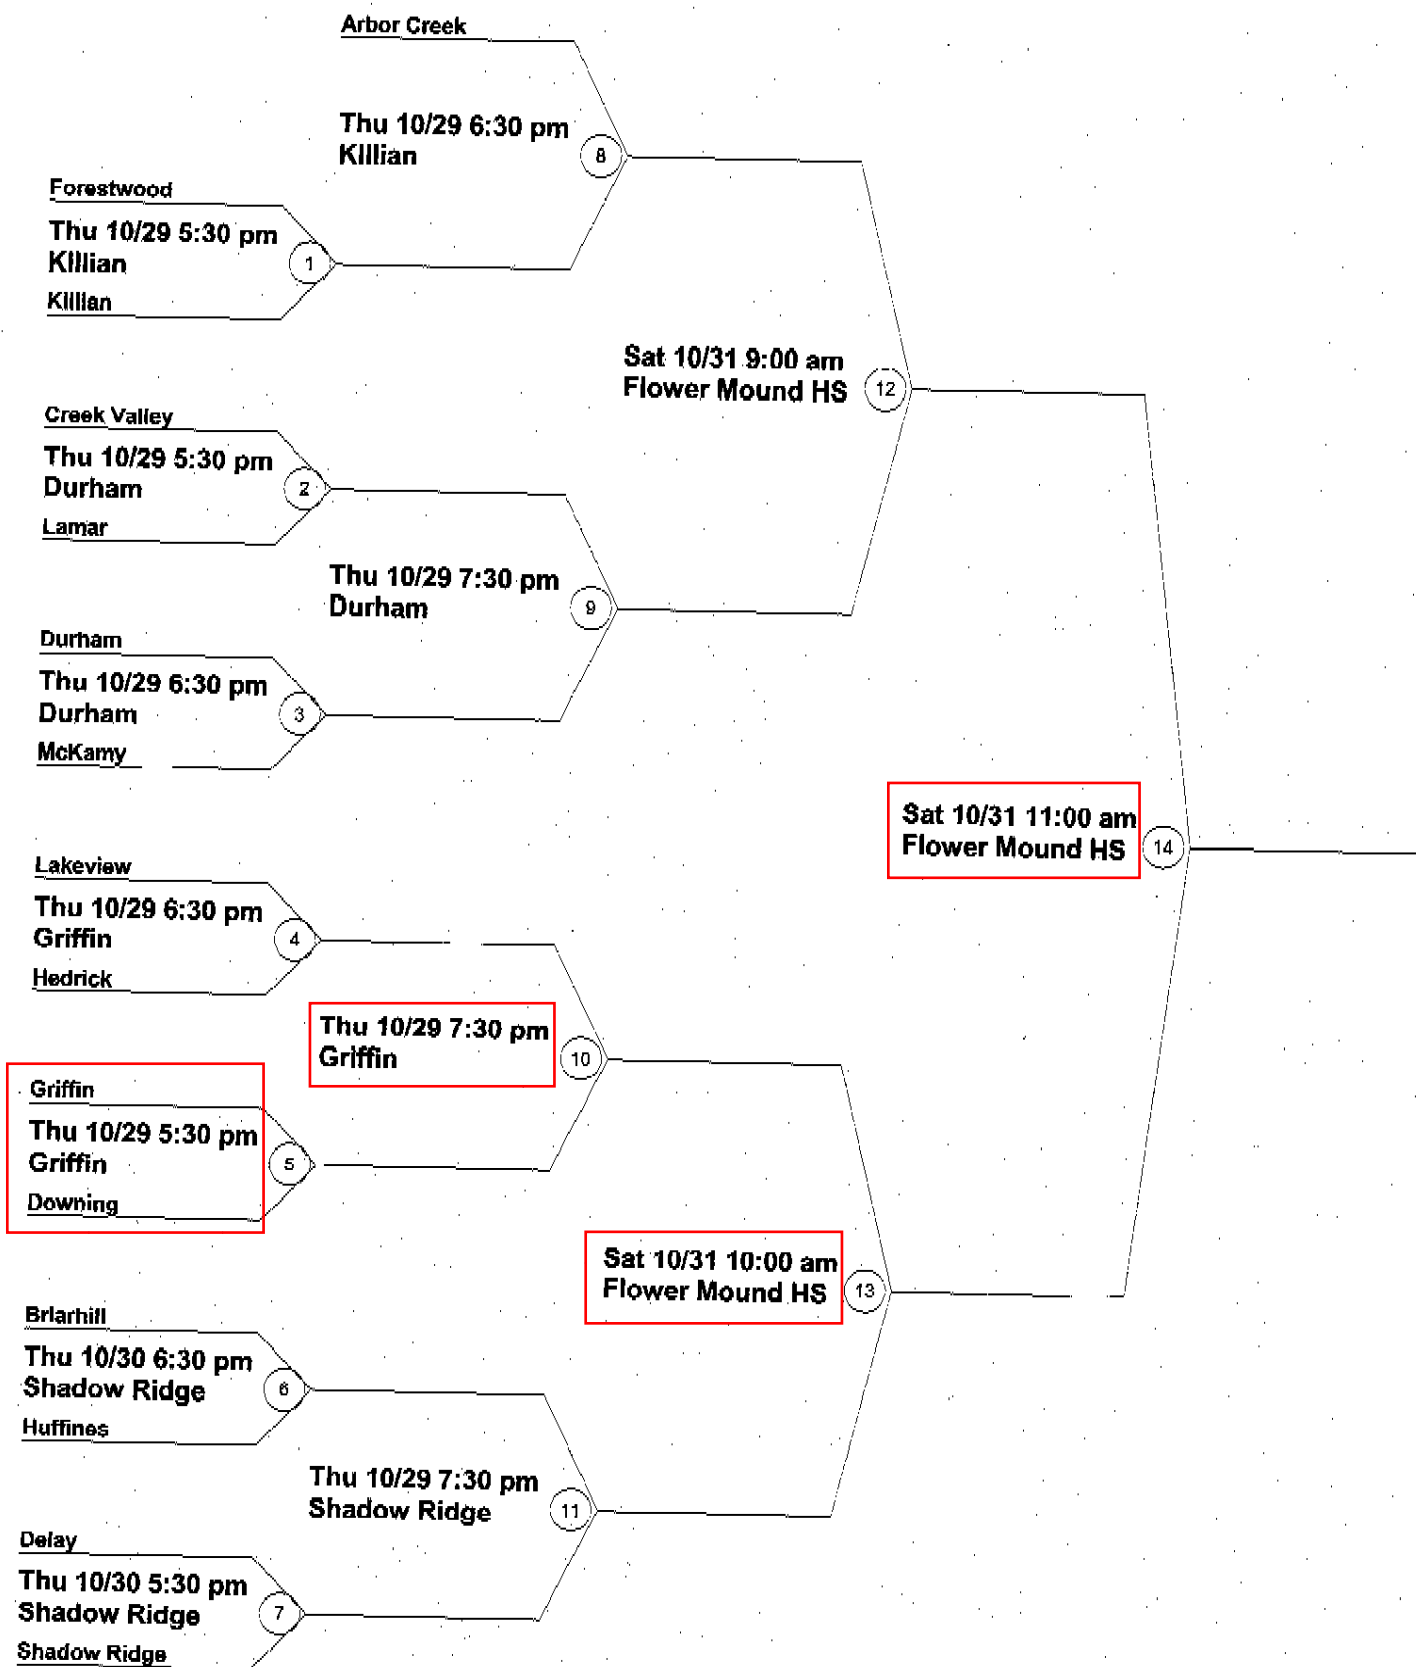 Arbor Creek
Thu 10/29 6:30 pm
KIllian
8
Forestwood
Thu 10/29 5:30 pm
KIllian
1
Killian
Sat 10/31 9:00 am
Flower Mound HS
12
Creek Valley
Thu 10/29 5:30 pm
Durham
2
Lamar
Thu 10/29 7:30 pm
Durham
9
Durham
Thu 10/29 6:30 pm
Durham
3
McKamy
Sat 10/31 11:00 am
Flower Mound HS
14
Lakeview
Thu 10/29 6:30 pm
Griffin
4
Hedrick
Thu 10/29 7:30 pm
Griffin
10
Griffin
Thu 10/29 5:30 pm
Griffin
5
Downing
Sat 10/31 10:00 am
Flower Mound HS
13
Briarhill
Thu 10/30 6:30 pm
Shadow Ridge
6
Huffines
Thu 10/29 7:30 pm
Shadow Ridge
11
Delay
Thu 10/30 5:30 pm
Shadow Ridge
7
Shadow Ridge